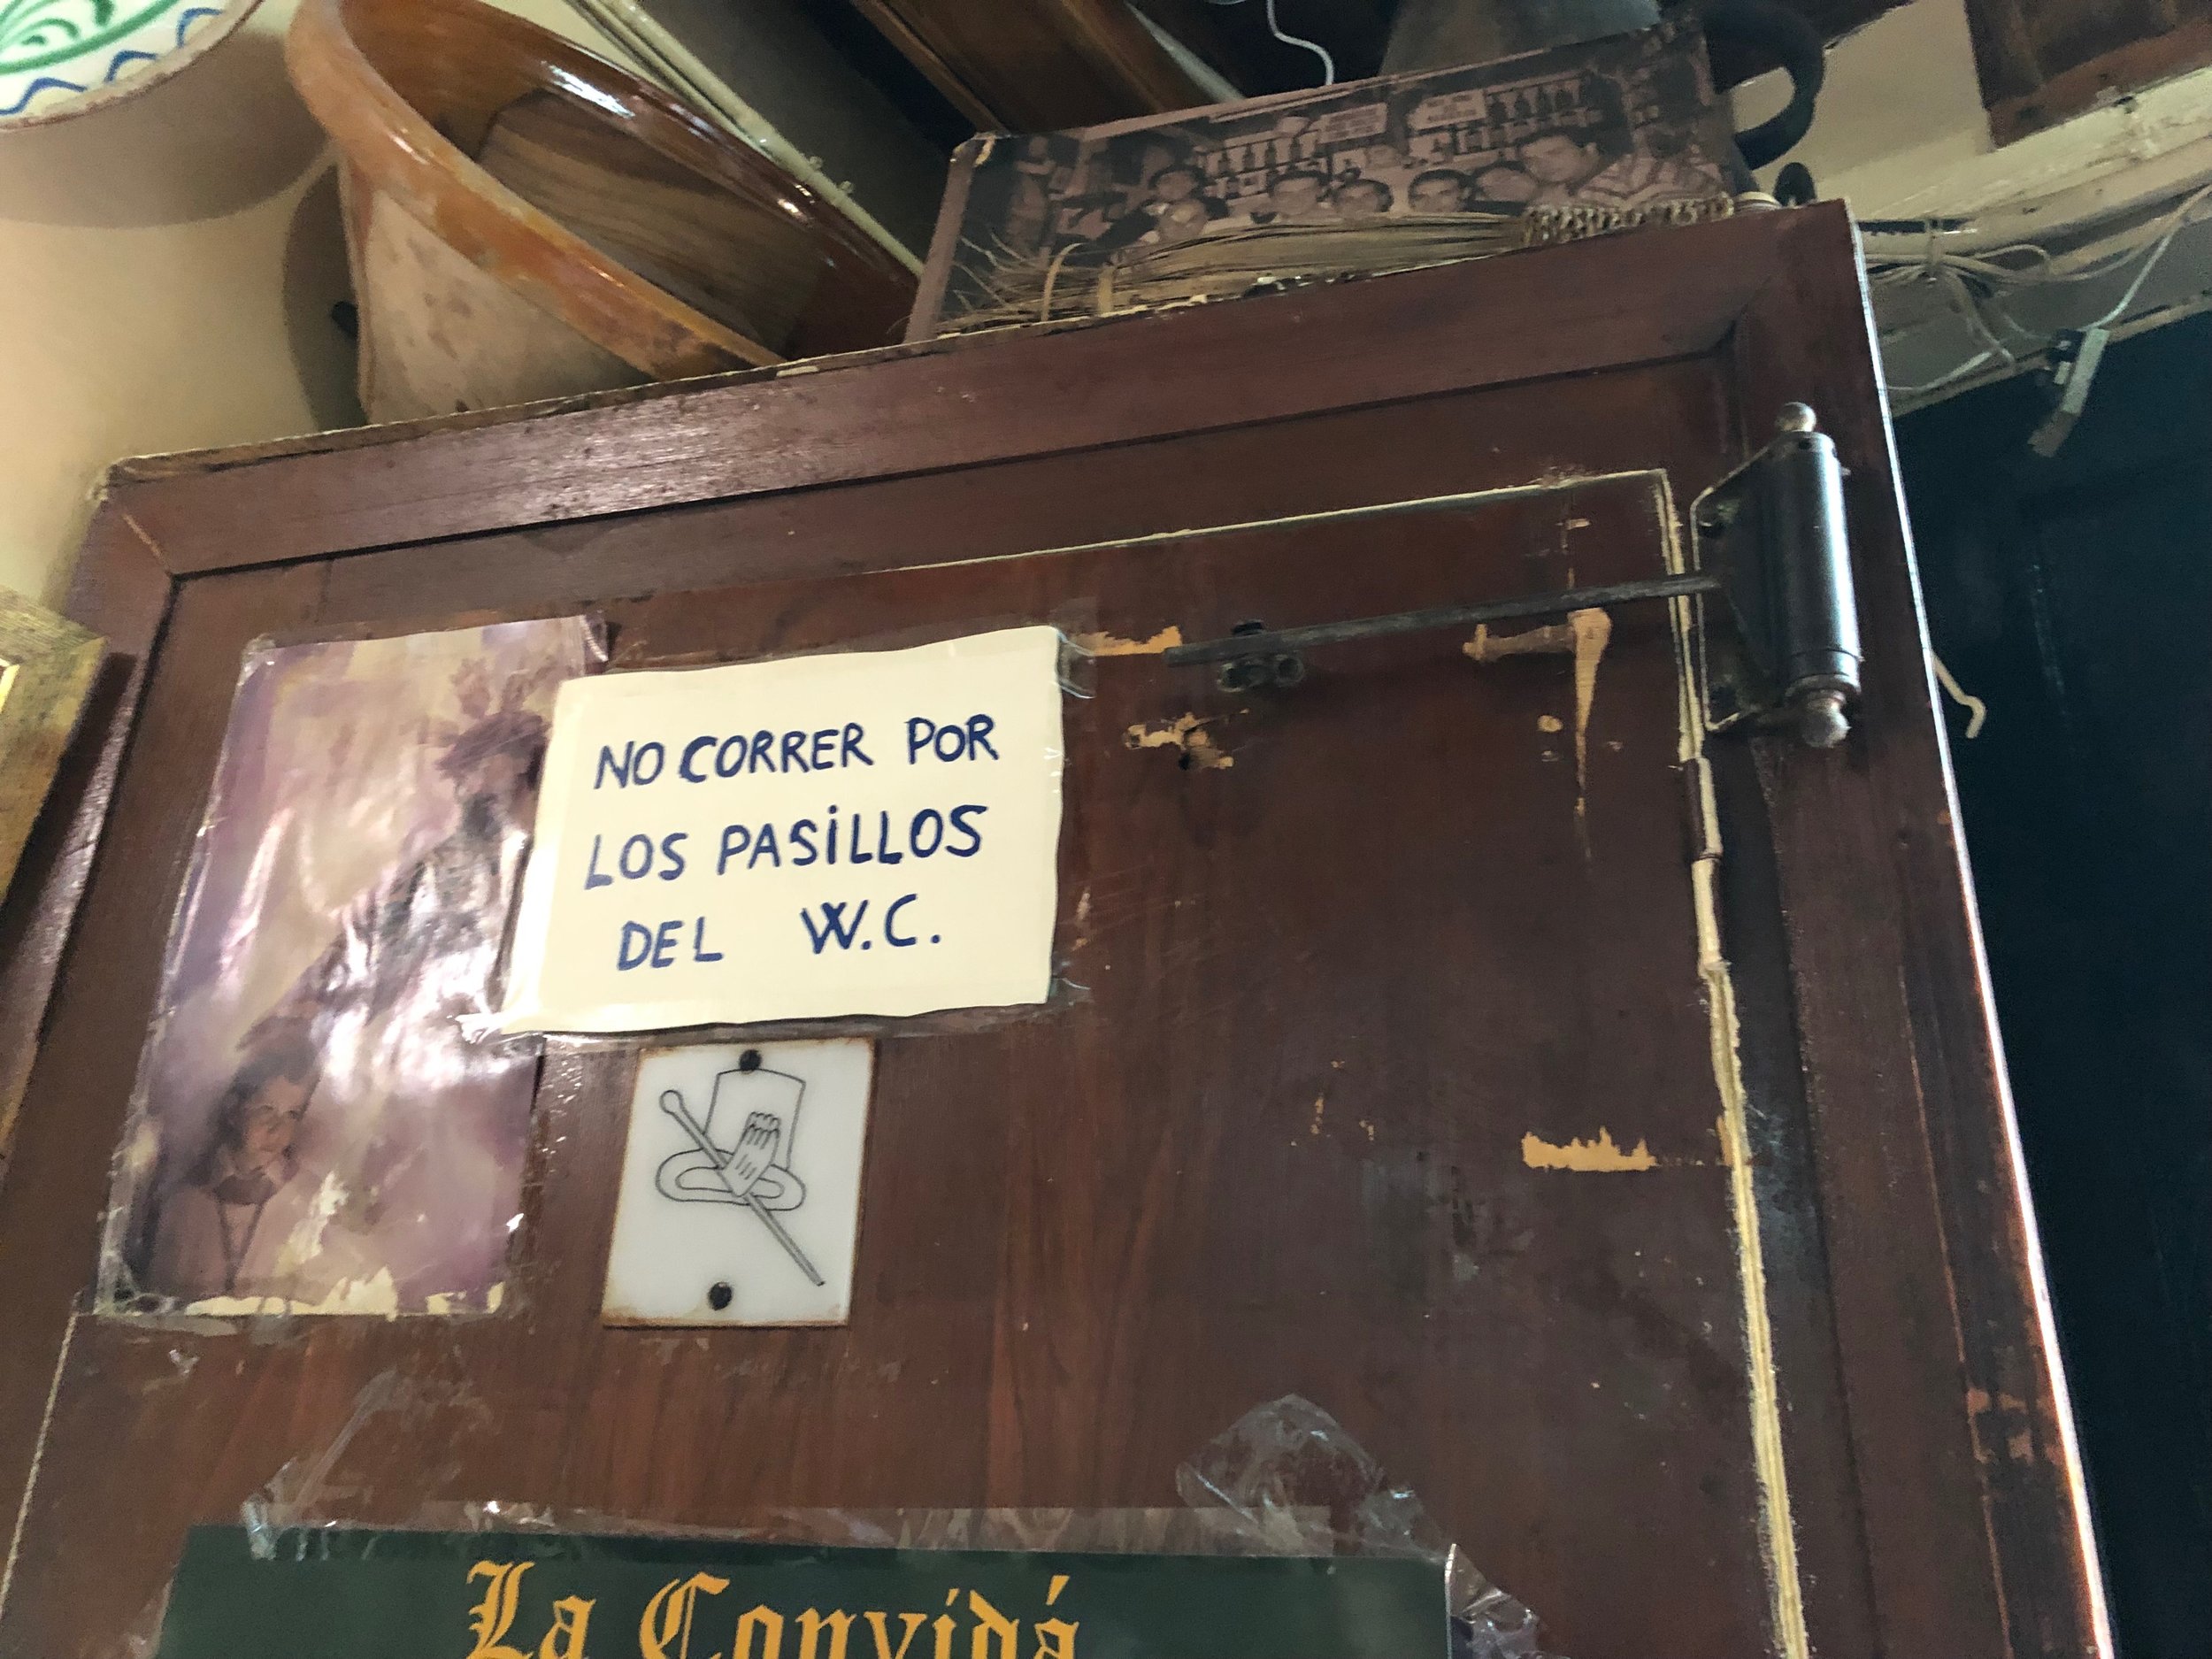 NO CORRER POR
LOS PASiLLOS
DEL W.C.
La Convidá